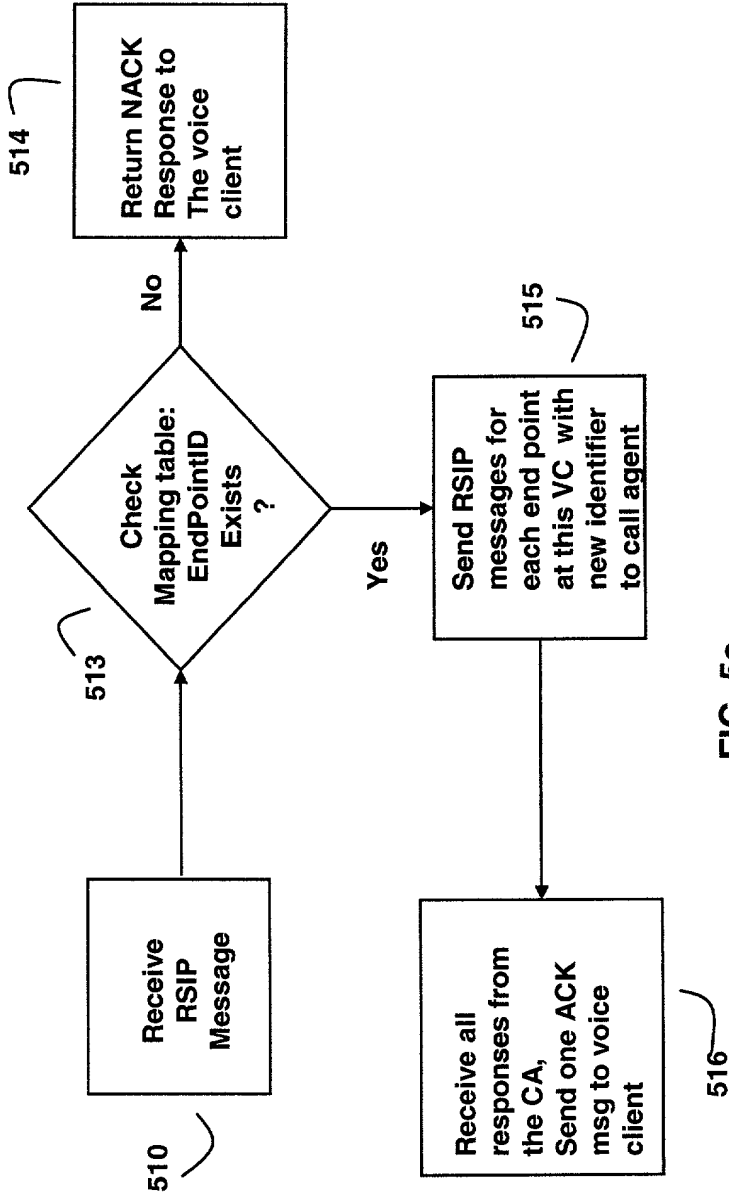 510
Receive
RSIP
Message
513
Check
Mapping table:
EndPointID
Exists
?
No
514
Return NACK
Response to
The voice
client
Yes
515
Send RSIP
messages for
each end point
at this VC with
new identifier
to call agent
516
Receive all
responses from
the CA,
Send one ACK
msg to voice
client
FIG.